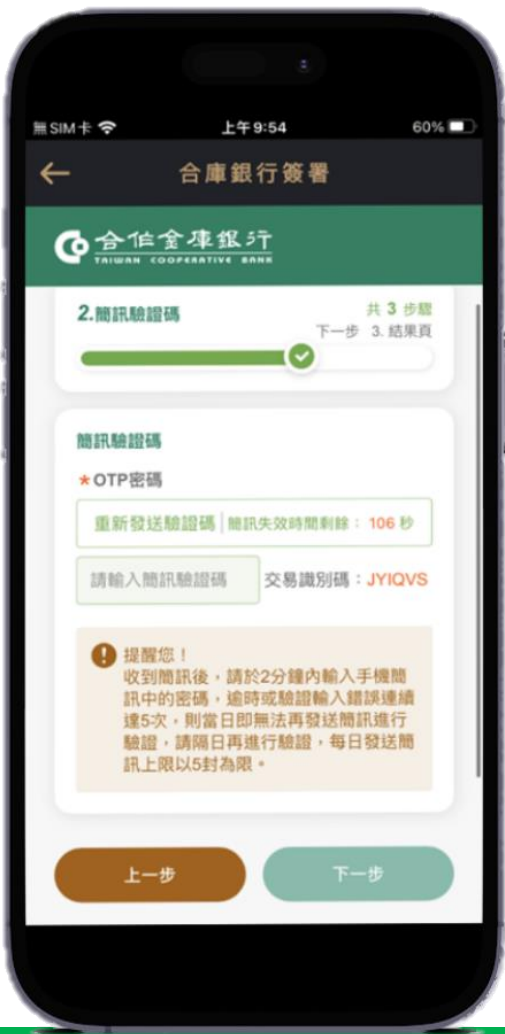 無SIM卡
上午9:54
60%
合庫銀行簽署
合作金庫銀行
TAIWAN COOPERATIVE BANK
2.簡訊驗證碼
共 3 步驟
下一步 3. 結果頁
簡訊驗證碼
*OTP密碼
重新發送驗證碼 簡訊失效時間剩餘：106 秒
請輸入簡訊驗證碼 交易識別碼：JYIQVS
提醒您！
收到簡訊後，請於2分鐘內輸入手機簡
訊中的密碼，逾時或驗證輸入錯誤連續
達5次，則當日即無法再發送簡訊進行
驗證，請隔日再進行驗證，每日發送簡
訊上限以5封為限。
上一步
下一步